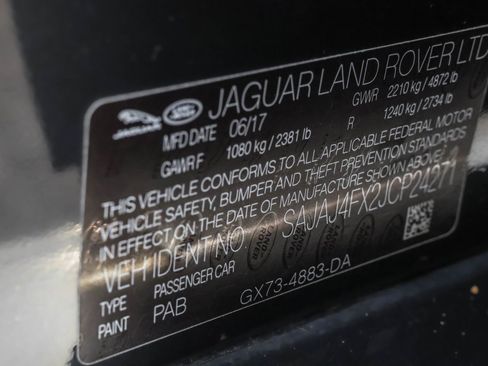 JAGUAR LAND ROVER LTD
JAGUAR
MFD DATE 06/17 GVWR 2210 kg / 4872 lb
GAWR F 1080 kg / 2381 lb R 1240 kg / 2734 lb
THIS VEHICLE CONFORMS TO ALL APPLICABLE FEDERAL MOTOR
VEHICLE SAFETY, BUMPER AND THEFT PREVENTION STANDARDS
IN EFFECT ON THE DATE OF MANUFACTURE SHOWN ABOVE
VEH IDENT NO. SAJAJ4FX2JCP24271
TYPE PASSENGER CAR
PAINT PAB GX73-4883-DA